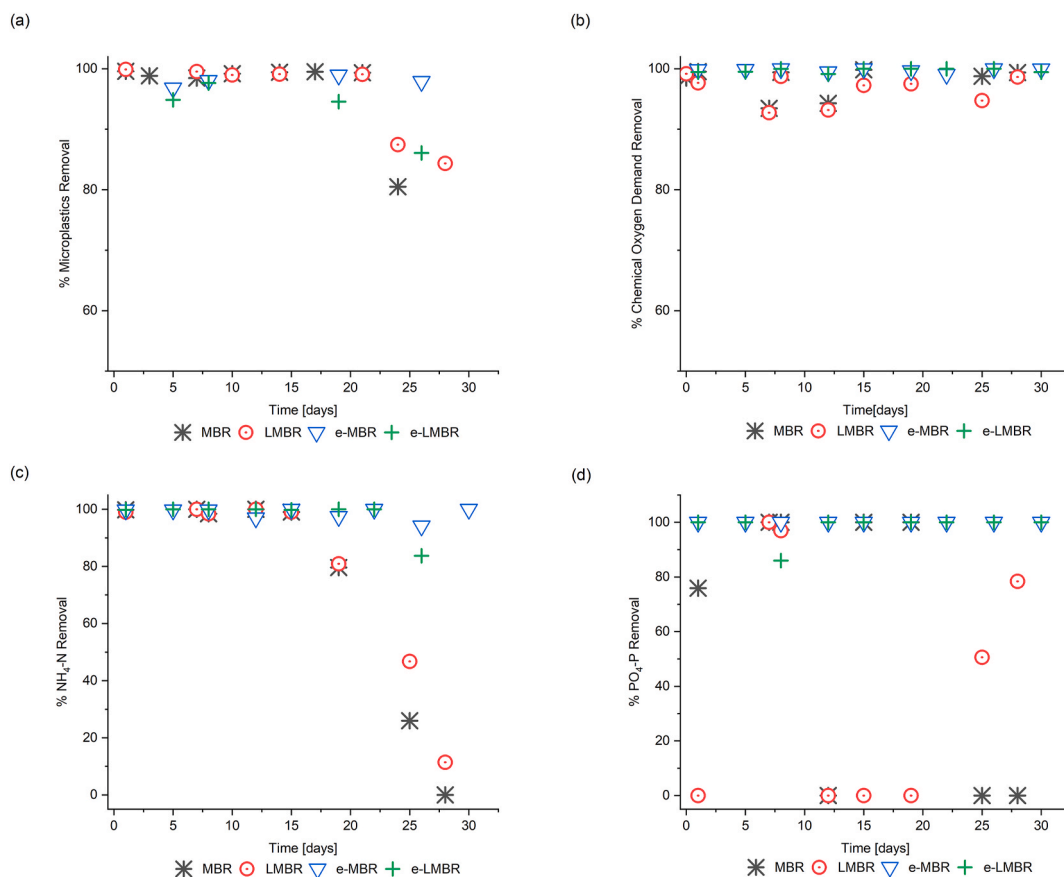 (a)
% Microplastics Removal
100
80
60
0 5 10 15 20 25 30
Time [days]
MBR LMBR e-MBR e-LMBR
(b)
% Chemical Oxygen Demand Removal
100
80
60
0 5 10 15 20 25 30
Time[days]
MBR LMBR e-MBR e-LMBR
(c)
% NH₄-N Removal
100
80
60
40
20
0
0 5 10 15 20 25 30
Time [days]
MBR LMBR e-MBR e-LMBR
(d)
% PO₄-P Removal
100
80
60
40
20
0
0 5 10 15 20 25 30
Time [days]
MBR LMBR e-MBR e-LMBR